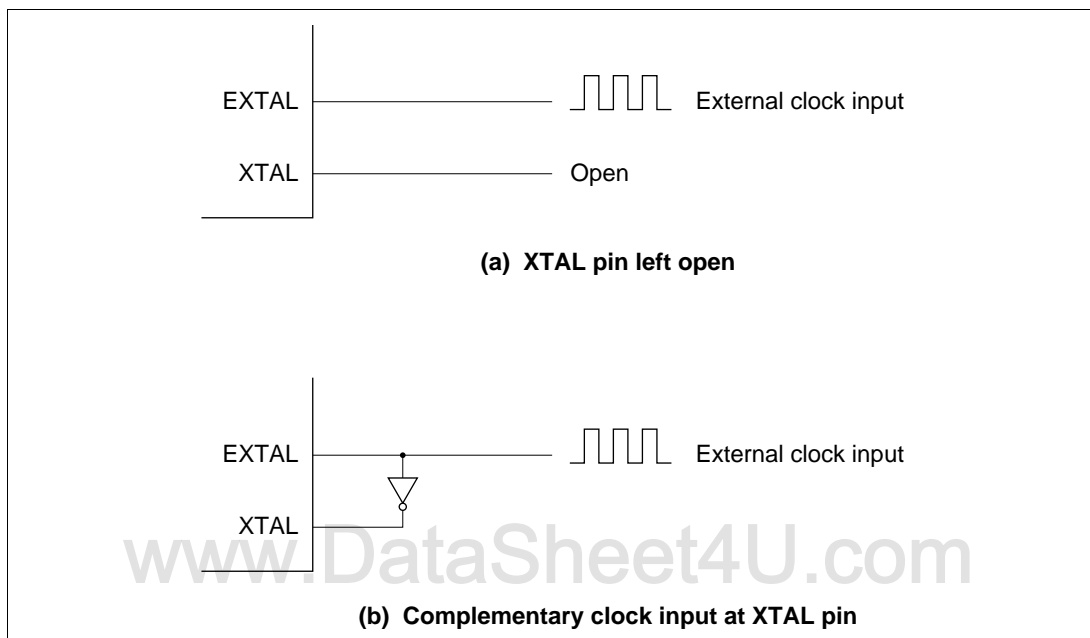 EXTAL External clock input
XTAL Open
(a) XTAL pin left open
EXTAL External clock input
XTAL
www.DataSheet4U.com
(b) Complementary clock input at XTAL pin